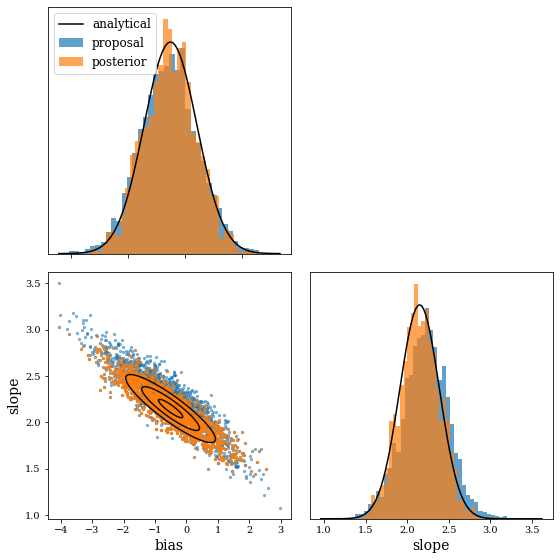 analytical
proposal
posterior
3.5
3.0
2.5
2.0
1.5
1.0
slope
−4 −3 −2 −1 0 1 2 3
bias
1.0 1.5 2.0 2.5 3.0 3.5
slope